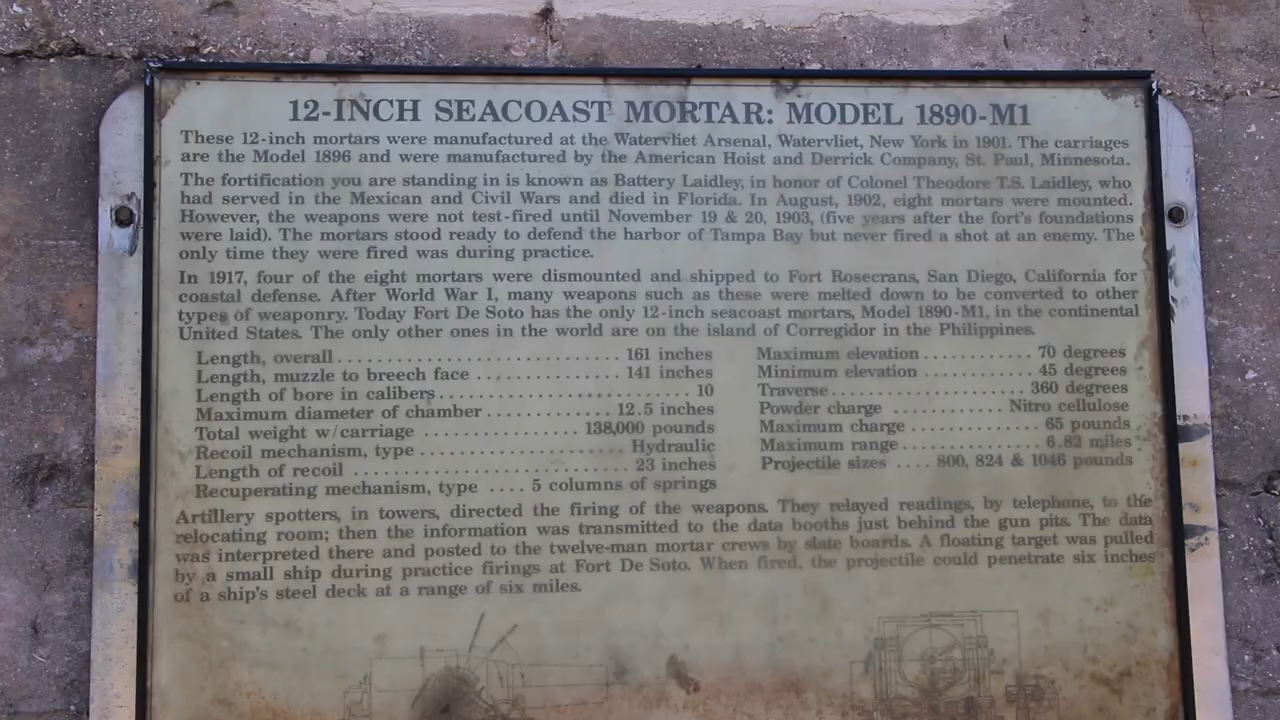 12-INCH SEACOAST MORTAR: MODEL 1890-M1
These 12-inch mortars were manufactured at the Watervliet Arsenal, Watervliet, New York in 1901. The carriages
are the Model 1896 and were manufactured by the American Hoist and Derrick Company, St. Paul, Minnesota.
The fortification you are standing in is known as Battery Laidley, in honor of Colonel Theodore T.S. Laidley, who
had served in the Mexican and Civil Wars and died in Florida. In August, 1902, eight mortars were mounted.
However, the weapons were not test-fired until November 19 & 20, 1903, (five years after the fort's foundations
were laid). The mortars stood ready to defend the harbor of Tampa Bay but never fired a shot at an enemy. The
only time they were fired was during practice.
In 1917, four of the eight mortars were dismounted and shipped to Fort Rosecrans, San Diego, California for
coastal defense. After World War I, many weapons such as these were melted down to be converted to other
types of weaponry. Today Fort De Soto has the only 12-inch seacoast mortars, Model 1890-M1, in the continental
United States. The only other ones in the world are on the island of Corregidor in the Philippines.
Length, overall . . . . . . . . . . . . . . . . . . . . . . . . . . . . . 161 inches
Length, muzzle to breech face . . . . . . . . . . . . . . . 141 inches
Length of bore in calibers . . . . . . . . . . . . . . . . . . . . . . . . . . 10
Maximum diameter of chamber . . . . . . . . . . . . . 12.5 inches
Total weight w/carriage . . . . . . . . . . . . . . . . 138,000 pounds
Recoil mechanism, type . . . . . . . . . . . . . . . . . . . . . Hydraulic
Length of recoil . . . . . . . . . . . . . . . . . . . . . . . . . . . . 23 inches
Recuperating mechanism, type . . . . 5 columns of springs
Maximum elevation . . . . . . . . . . . 70 degrees
Minimum elevation . . . . . . . . . . . 45 degrees
Traverse . . . . . . . . . . . . . . . . . . . . 360 degrees
Powder charge . . . . . . . . . . . Nitro cellulose
Maximum charge . . . . . . . . . . . . . 65 pounds
Maximum range . . . . . . . . . . . . . 6.82 miles
Projectile sizes . . . . 800, 824 & 1046 pounds
Artillery spotters, in towers, directed the firing of the weapons. They relayed readings, by telephone, to the
relocating room; then the information was transmitted to the data booths just behind the gun pits. The data
was interpreted there and posted to the twelve-man mortar crews by slate boards. A floating target was pulled
by a small ship during practice firings at Fort De Soto. When fired, the projectile could penetrate six inches
of a ship's steel deck at a range of six miles.